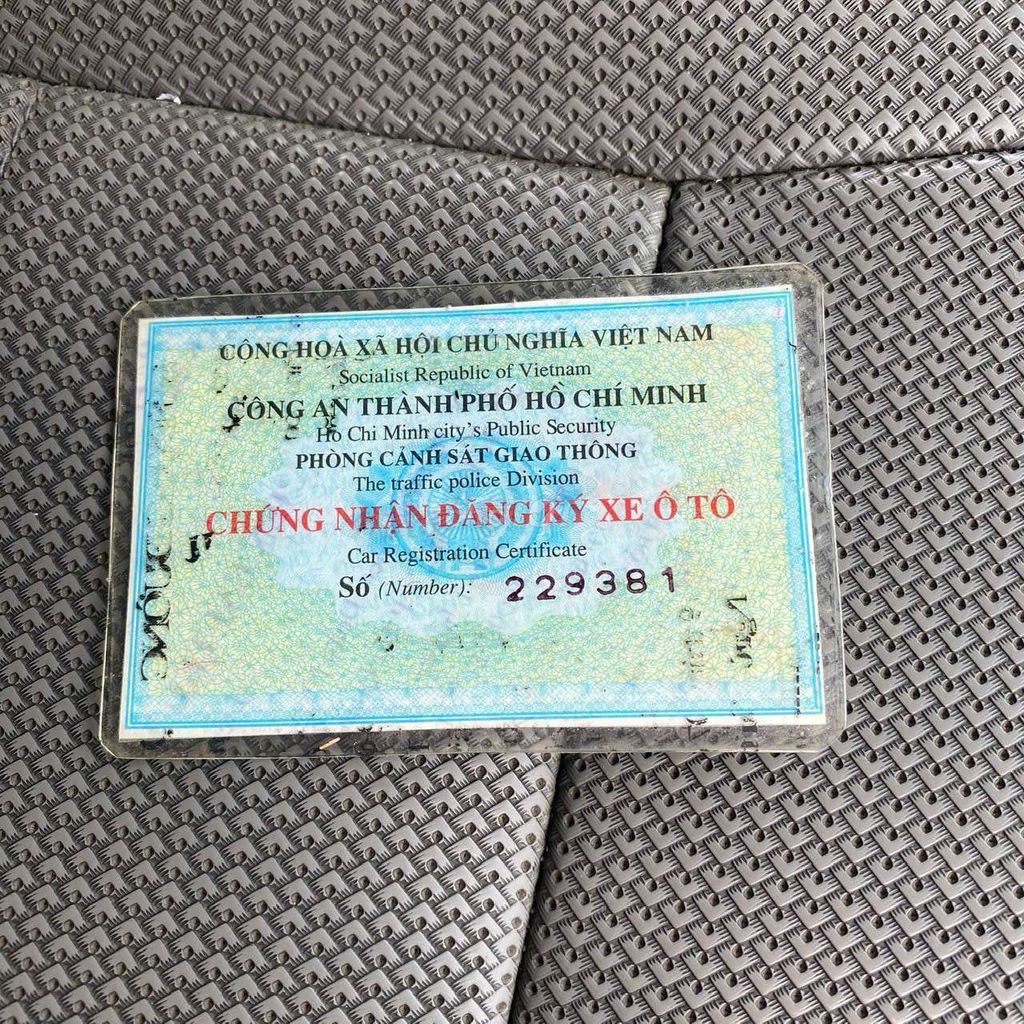 CỘNG HOÀ XÃ HỘI CHỦ NGHĨA VIỆT NAM
Socialist Republic of Vietnam
CÔNG AN THÀNH PHỐ HỒ CHÍ MINH
Ho Chi Minh city's Public Security
PHÒNG CẢNH SÁT GIAO THÔNG
The traffic police Division
CHỨNG NHẬN ĐĂNG KÝ XE Ô TÔ
Car Registration Certificate
Số (Number): 229381